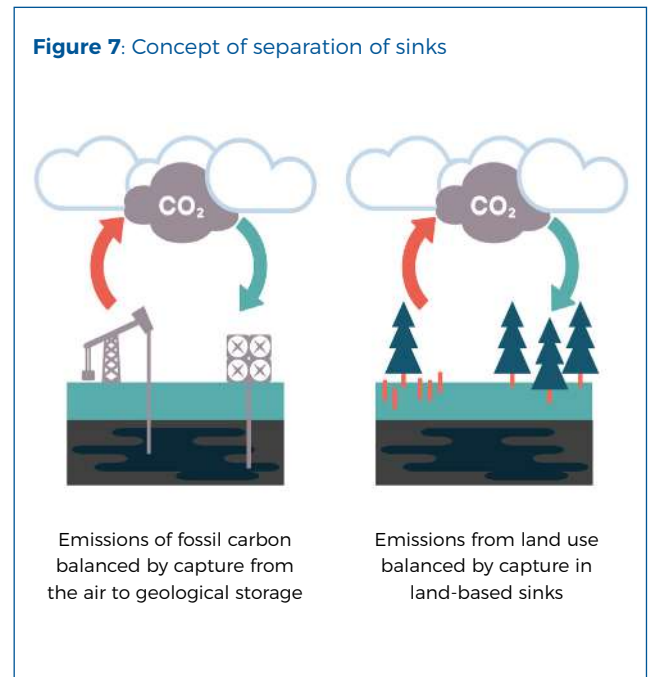 Figure 7: Concept of separation of sinks
CO₂
CO₂
Emissions of fossil carbon
balanced by capture from
the air to geological storage
Emissions from land use
balanced by capture in
land-based sinks